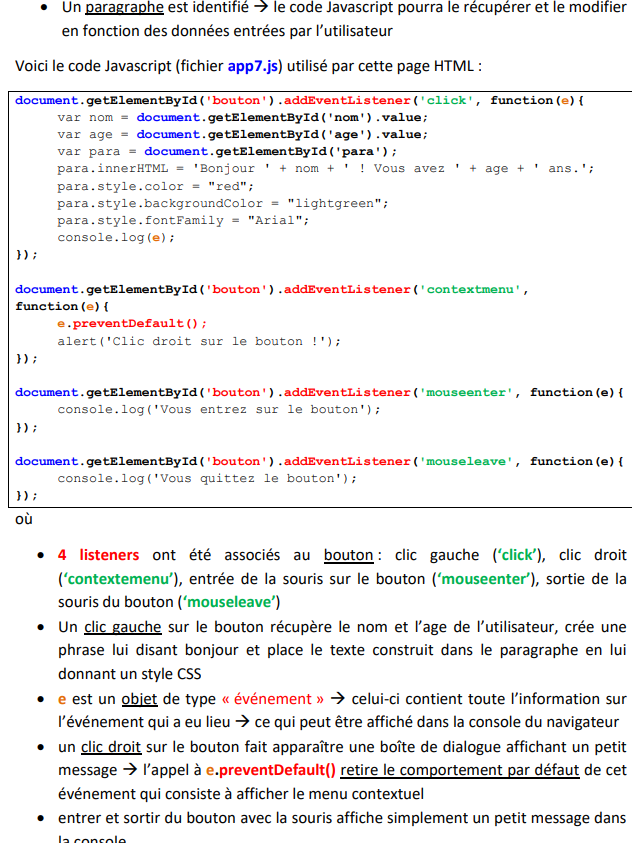 • Un paragraphe est identifié → le code Javascript pourra le récupérer et le modifier
en fonction des données entrées par l'utilisateur
Voici le code Javascript (fichier app7.js) utilisé par cette page HTML :
document.getElementById('bouton').addEventListener('click', function(e){
var nom = document.getElementById('nom').value;
var age = document.getElementById('age').value;
var para = document.getElementById('para');
para.innerHTML = 'Bonjour ' + nom + ' ! Vous avez ' + age + ' ans.';
para.style.color = "red";
para.style.backgroundColor = "lightgreen";
para.style.fontFamily = "Arial";
console.log(e);
});
document.getElementById('bouton').addEventListener('contextmenu',
function(e){
e.preventDefault();
alert('Clic droit sur le bouton !');
});
document.getElementById('bouton').addEventListener('mouseenter', function(e){
console.log('Vous entrez sur le bouton');
});
document.getElementById('bouton').addEventListener('mouseleave', function(e){
console.log('Vous quittez le bouton');
});
où
• 4 listeners ont été associés au bouton : clic gauche ('click'), clic droit
('contextemenu'), entrée de la souris sur le bouton ('mouseenter'), sortie de la
souris du bouton ('mouseleave')
• Un clic gauche sur le bouton récupère le nom et l'age de l'utilisateur, crée une
phrase lui disant bonjour et place le texte construit dans le paragraphe en lui
donnant un style CSS
• e est un objet de type « événement » → celui-ci contient toute l'information sur
l'événement qui a eu lieu → ce qui peut être affiché dans la console du navigateur
• un clic droit sur le bouton fait apparaître une boîte de dialogue affichant un petit
message → l'appel à e.preventDefault() retire le comportement par défaut de cet
événement qui consiste à afficher le menu contextuel
• entrer et sortir du bouton avec la souris affiche simplement un petit message dans
la console